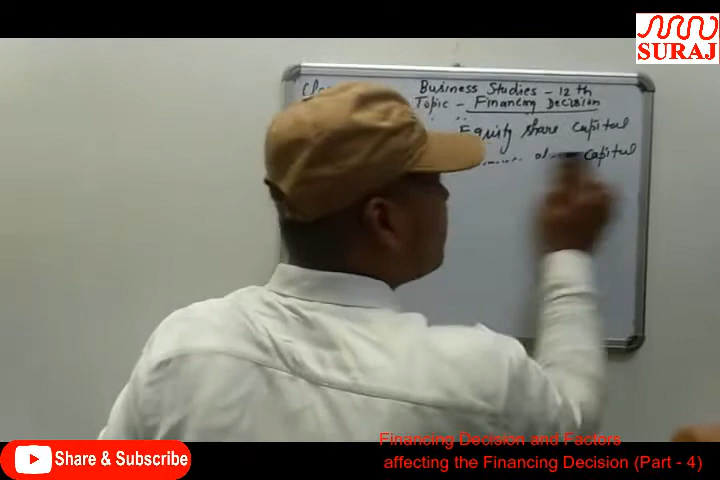 SURAJ
Business Studies - 12 th
Topic - Financing Decision
Equity share capital
capital
Financing Decision and Factors
affecting the Financing Decision (Part - 4)
Share & Subscribe